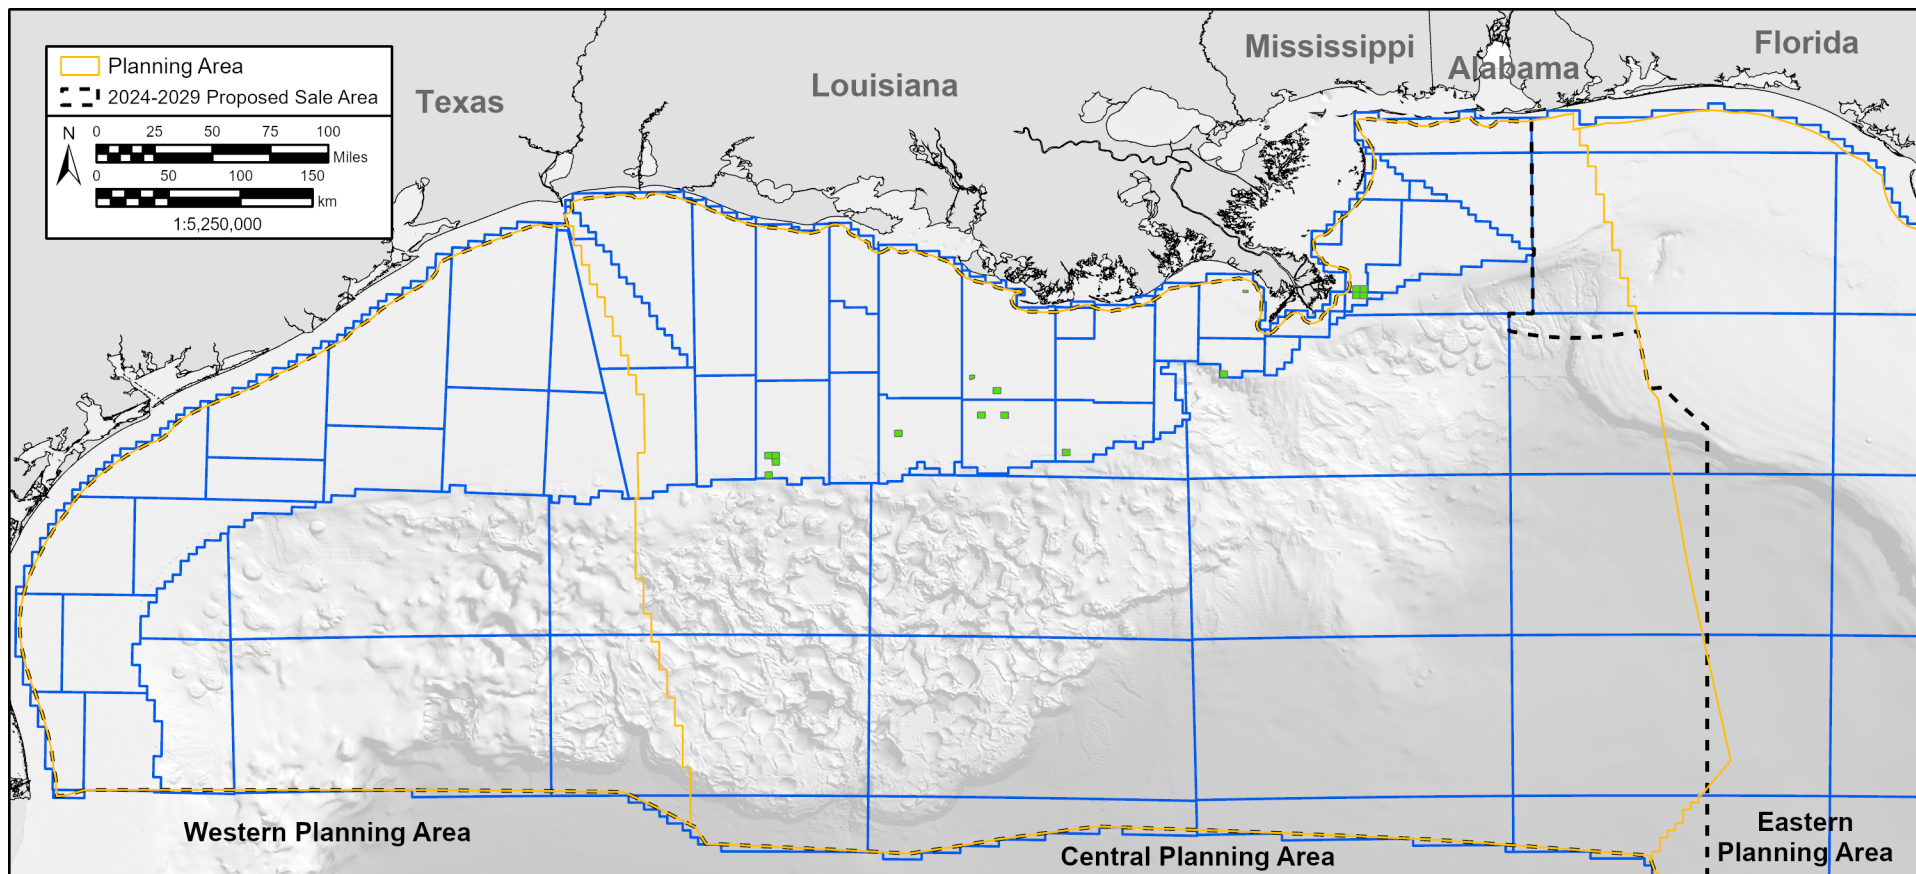 Planning Area
2024-2029 Proposed Sale Area
N
0 25 50 75 100
Miles
0 50 100 150
km
1:5,250,000
Texas
Louisiana
Mississippi
Alabama
Florida
Western Planning Area
Central Planning Area
Eastern
Planning Area